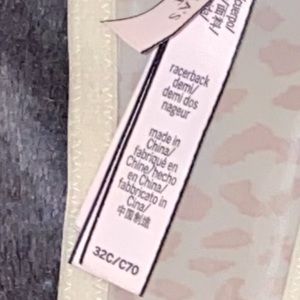 racerback
demi/
demi dos
nageur
made in
China/
fabriqué en
Chine/hecho
en China/
fabbricato in
Cina/
中国制造
32C/C70